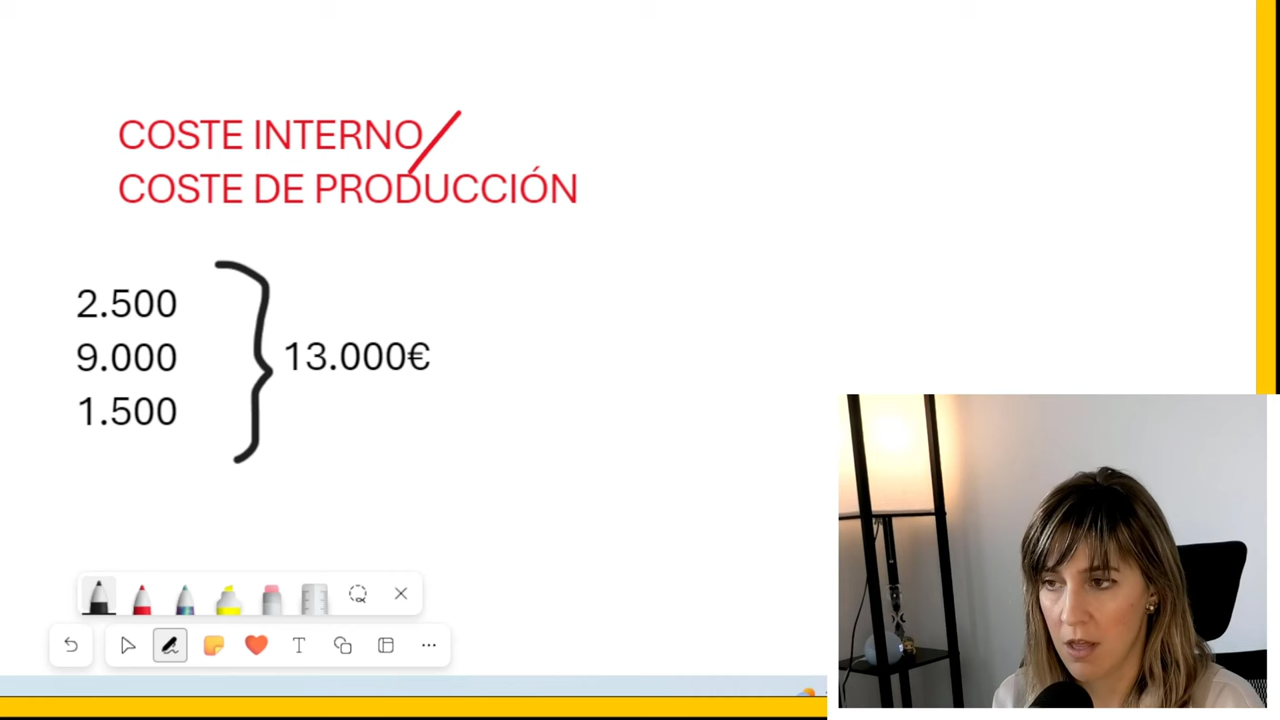 COSTE INTERNO/
COSTE DE PRODUCCIÓN
2.500
9.000
1.500
13.000€
T